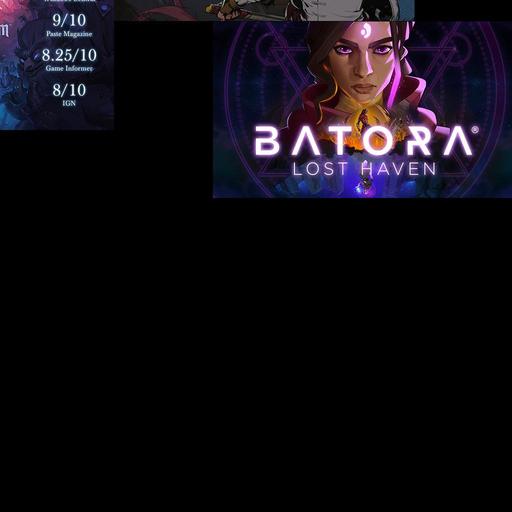 9/10
Paste Magazine
8.25/10
Game Informer
8/10
IGN
BATORA®
LOST HAVEN